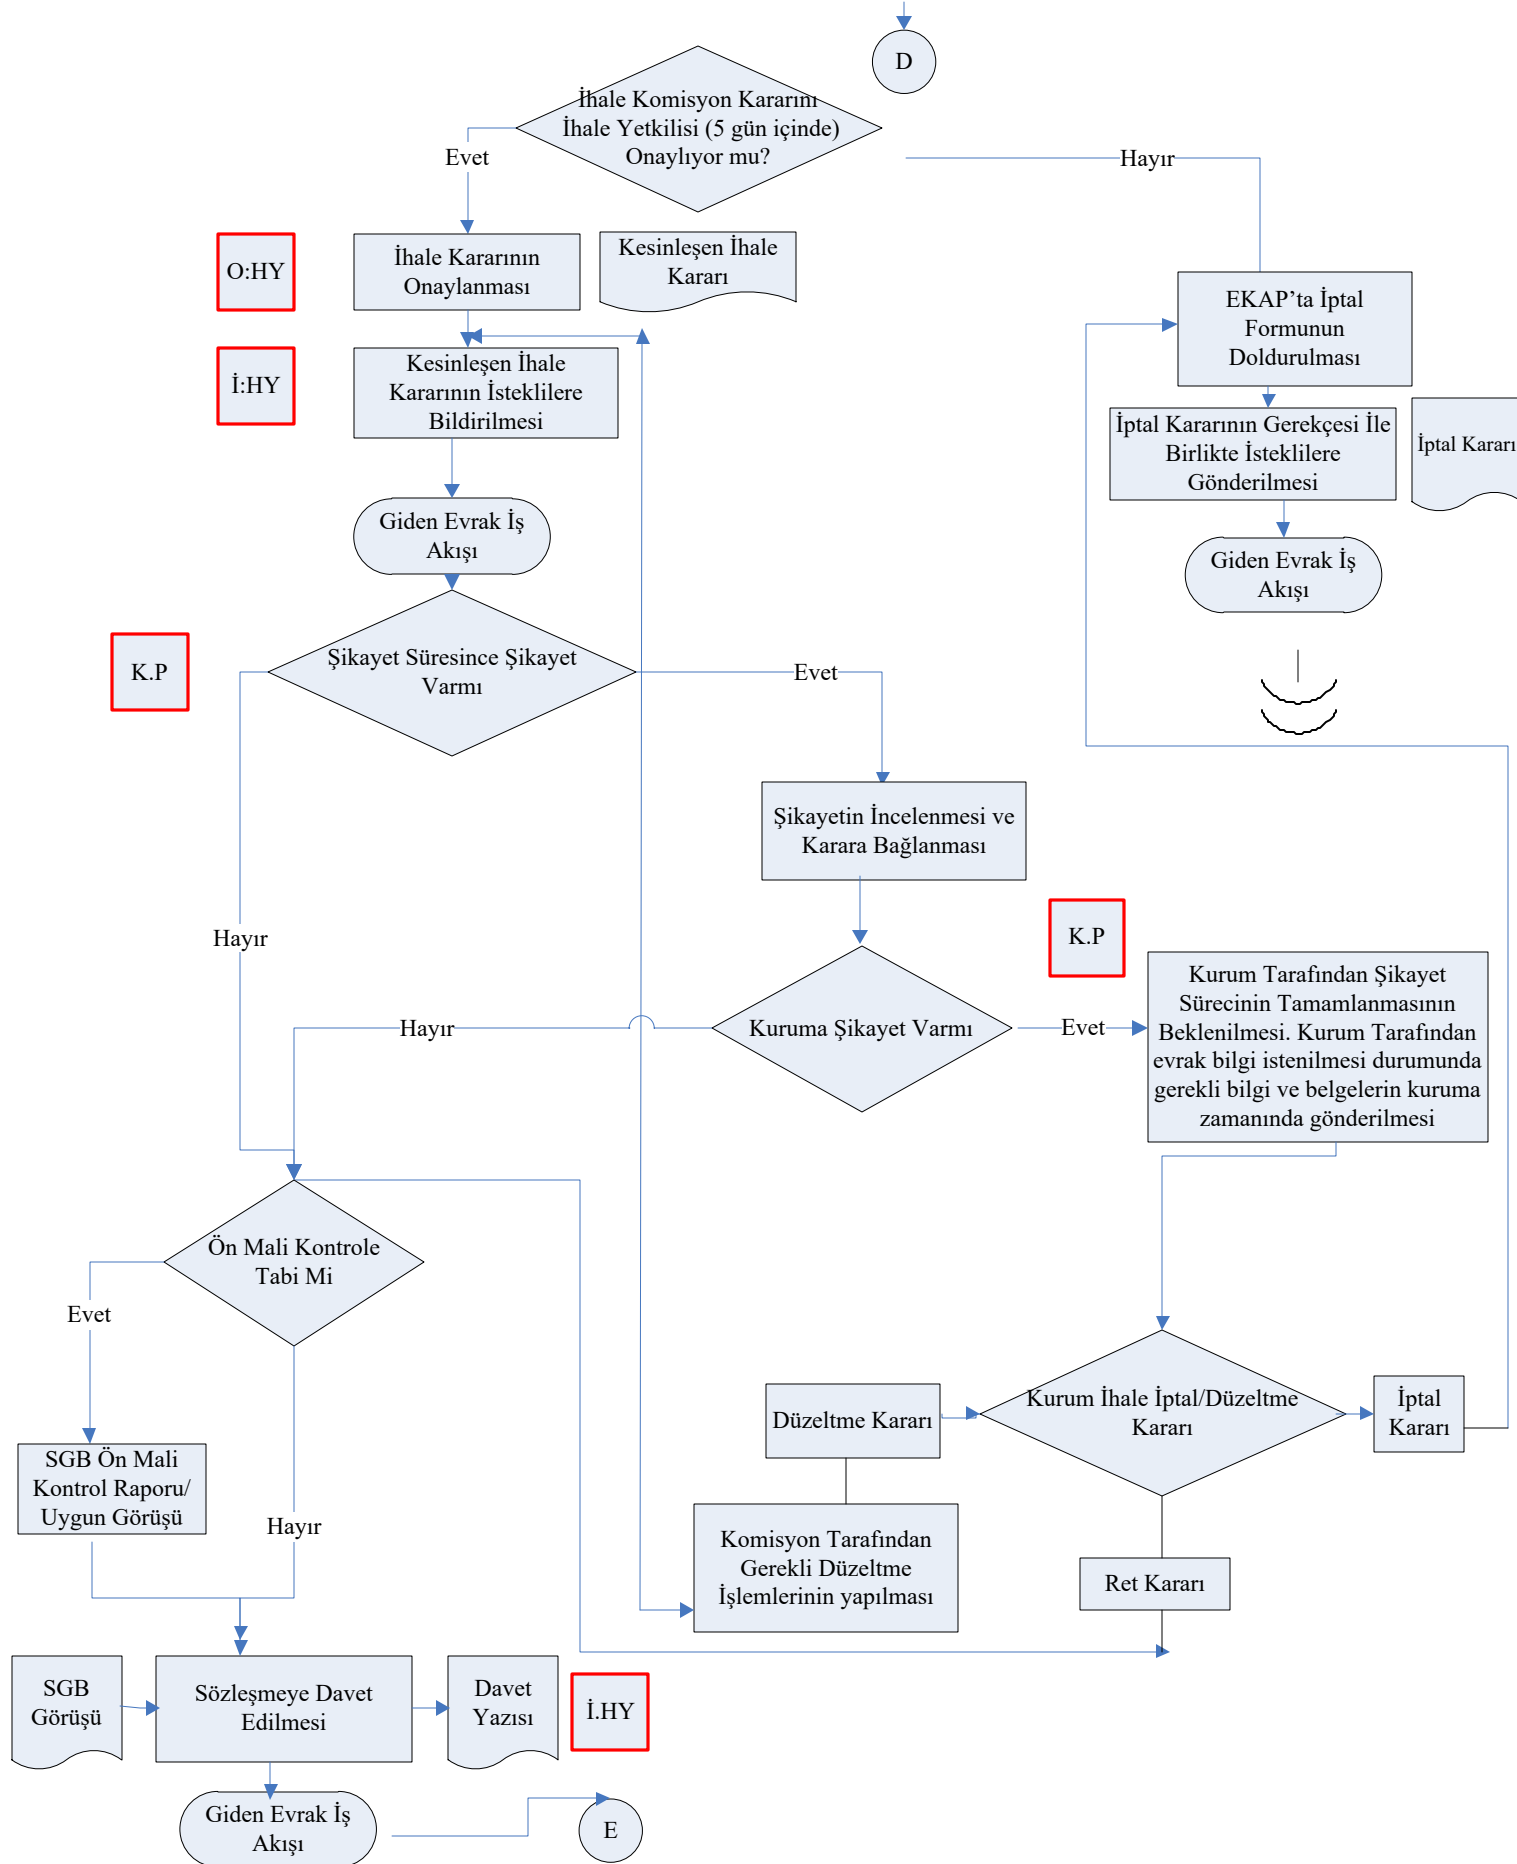 D
İhale Komisyon Kararını
İhale Yetkilisi (5 gün içinde)
Onaylıyor mu?
Evet
Hayır
O:HY
İhale Kararının
Onaylanması
Kesinleşen İhale
Kararı
EKAP’ta İptal
Formunun
Doldurulması
İ:HY
Kesinleşen İhale
Kararının İsteklilere
Bildirilmesi
İptal Kararının Gerekçesi İle
Birlikte İsteklilere
Gönderilmesi
İptal Kararı
Giden Evrak İş
Akışı
Giden Evrak İş
Akışı
K.P
Şikayet Süresince Şikayet
Varmı
Evet
Şikayetin İncelenmesi ve
Karara Bağlanması
Hayır
K.P
Hayır
Kuruma Şikayet Varmı
Evet
Kurum Tarafından Şikayet
Sürecinin Tamamlanmasının
Beklenilmesi. Kurum Tarafından
evrak bilgi istenilmesi durumunda
gerekli bilgi ve belgelerin kuruma
zamanında gönderilmesi
Ön Mali Kontrole
Tabi Mi
Evet
Düzeltme Kararı
Kurum İhale İptal/Düzeltme
Kararı
İptal
Kararı
SGB Ön Mali
Kontrol Raporu/
Uygun Görüşü
Hayır
Komisyon Tarafından
Gerekli Düzeltme
İşlemlerinin yapılması
Ret Kararı
SGB
Görüşü
Sözleşmeye Davet
Edilmesi
Davet
Yazısı
İ.HY
Giden Evrak İş
Akışı
E